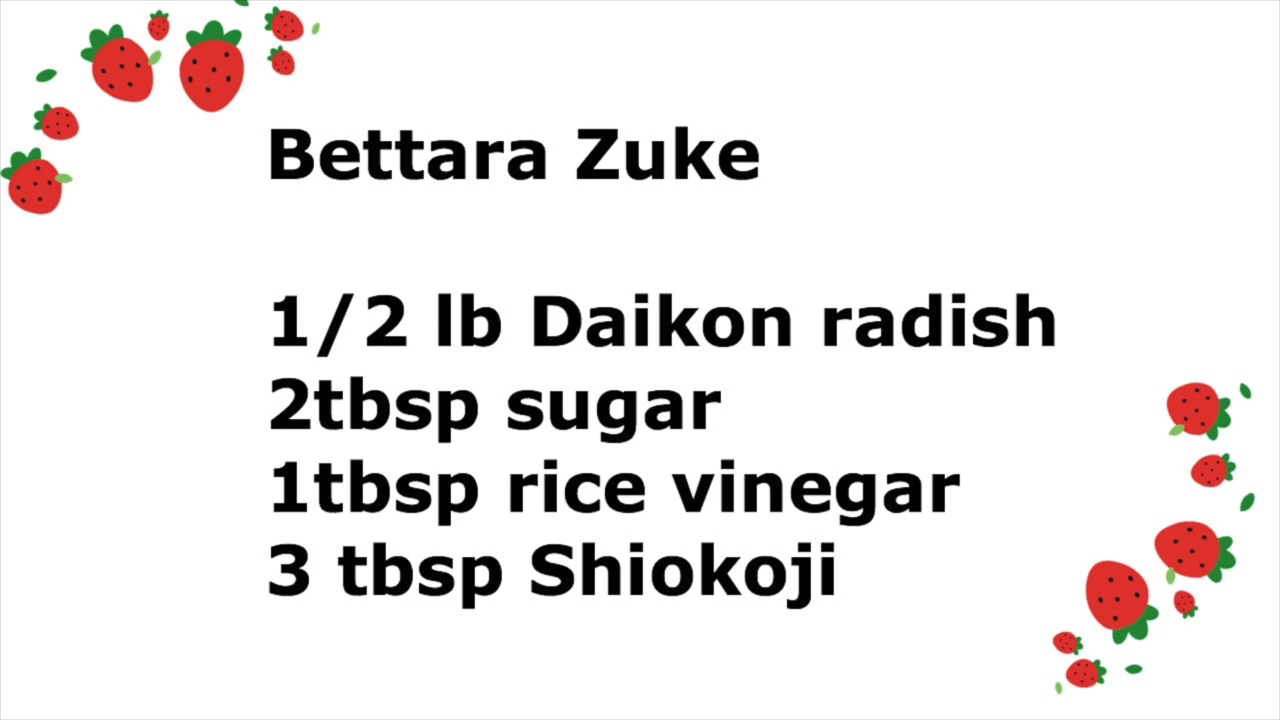 Bettara Zuke
1/2 lb Daikon radish
2tbsp sugar
1tbsp rice vinegar
3 tbsp Shiokoji